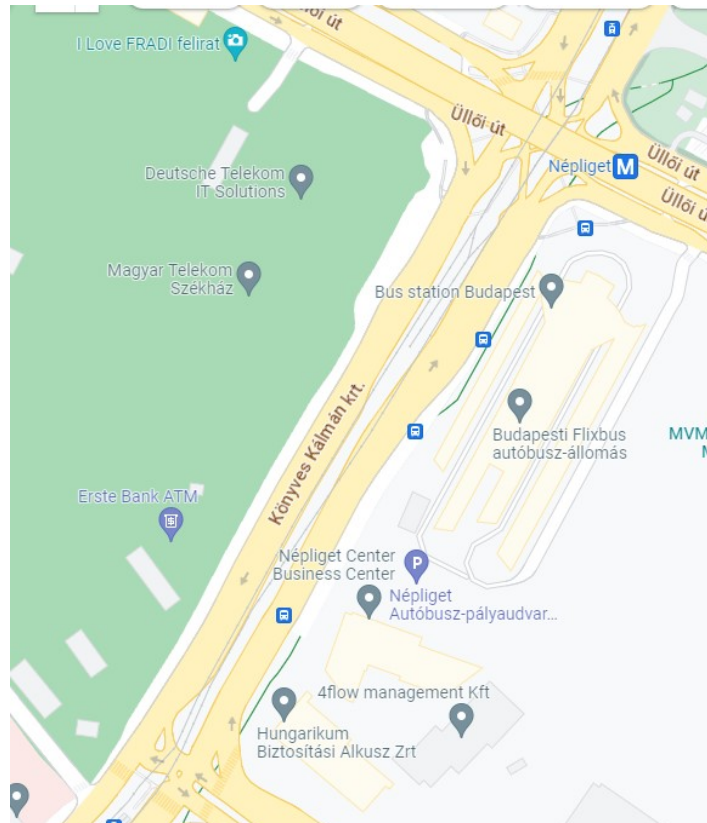 I Love FRADI felirat
Üllői út
Üllői út
Népliget
M
Üllői út
Üllői
Deutsche Telekom
IT Solutions
Magyar Telekom
Székház
Bus station Budapest
Könyves Kálmán krt.
Budapesti Flixbus
autóbusz-állomás
MVM
M
Erste Bank ATM
Népliget Center
Business Center
P
Népliget
Autóbusz-pályaudvar...
4flow management Kft
Hungarikum
Biztosítási Alkusz Zrt